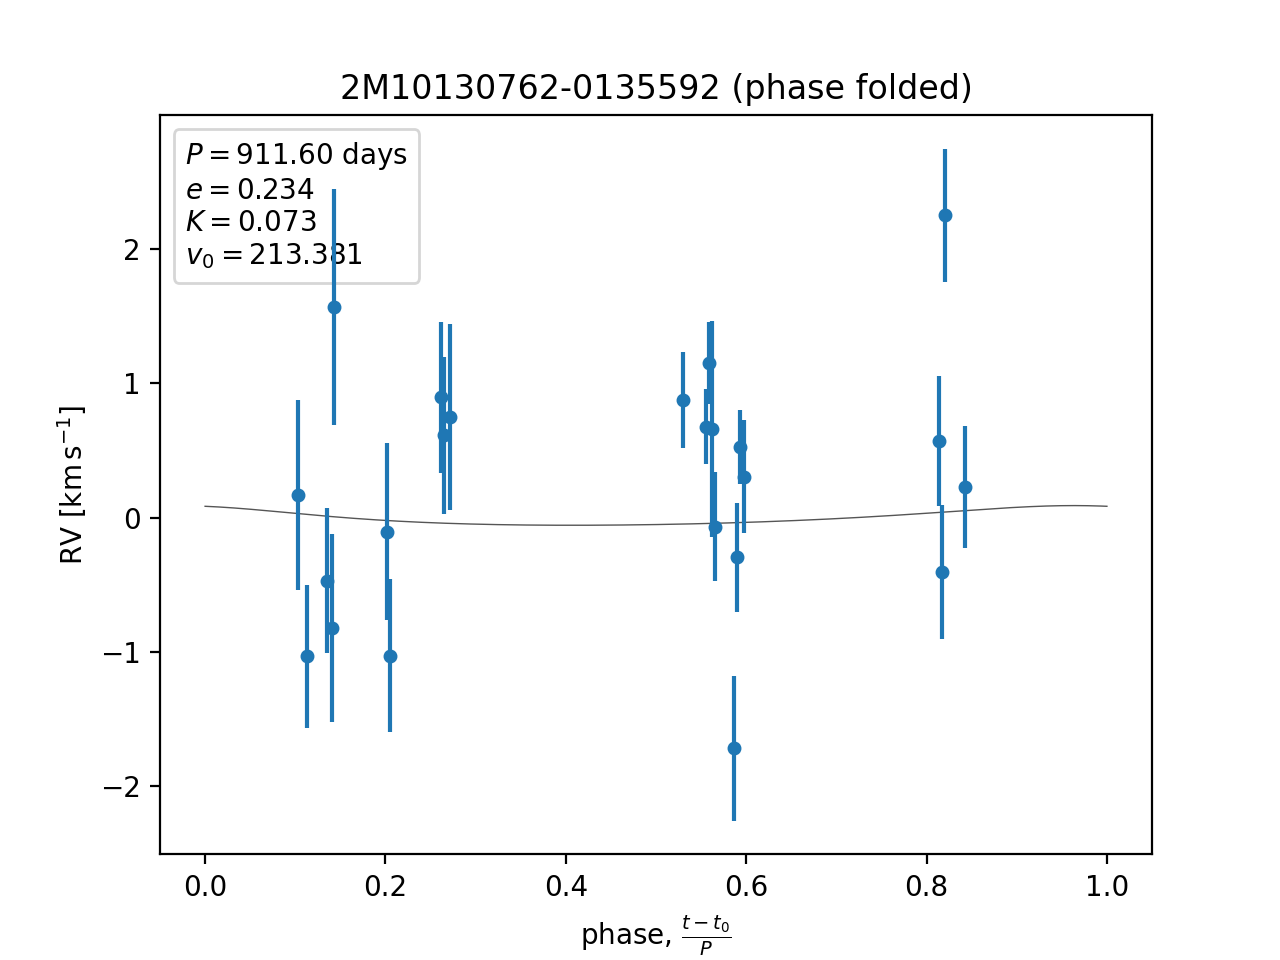 2M10130762-0135592 (phase folded)
P = 911.60 days
e = 0.234
K = 0.073
v₀ = 213.381
RV [km s⁻¹]
2
1
0
−1
−2
0.0 0.2 0.4 0.6 0.8 1.0
phase, (t − t₀)/P